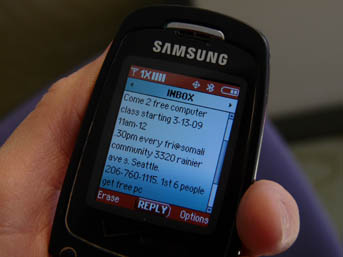 SAMSUNG
1X
INBOX
Come 2 free computer
class starting 3-13-09
11am-12
.30pm every fri@somali
community 3320 rainier
ave s. Seattle.
206-760-1115. 1st 6 people
get free pc
Erase REPLY Options